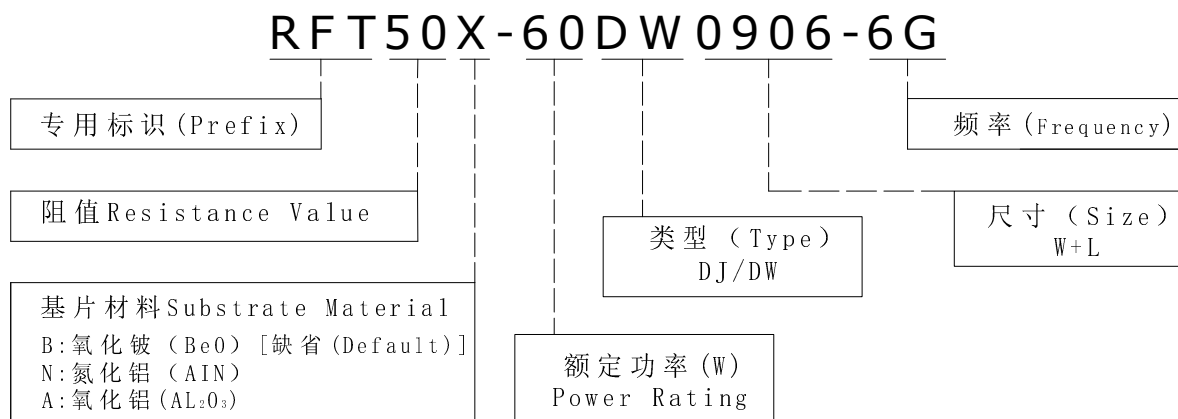 RFT50X-60DW0906-6G
专用标识(Prefix)
频率(Frequency)
阻值Resistance Value
尺寸（Size）
W+L
类型（Type）
DJ/DW
基片材料Substrate Material
B:氧化铍（BeO）[缺省(Default)]
N:氮化铝（AIN）
A:氧化铝(AL₂O₃)
额定功率(W)
Power Rating